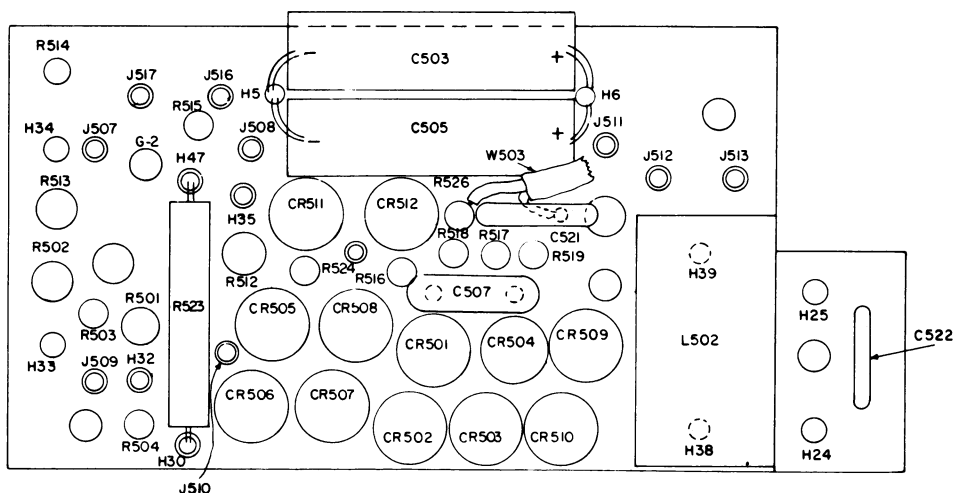 R514
C503
− +
J517
J516
H5
H6
R515
H34
J507
G-2
J508
C505
− +
J511
H47
W503
J512
J513
R513
H35
CR511
CR512
R526
C521
R502
R512
R524
R516
R518
R517
R519
H39
R501
R523
C507
R503
CR505
CR508
H25
H33
J509
H32
CR501
CR504
CR509
L502
C522
CR506
CR507
R504
CR502
CR503
CR510
H38
H24
H30
J510